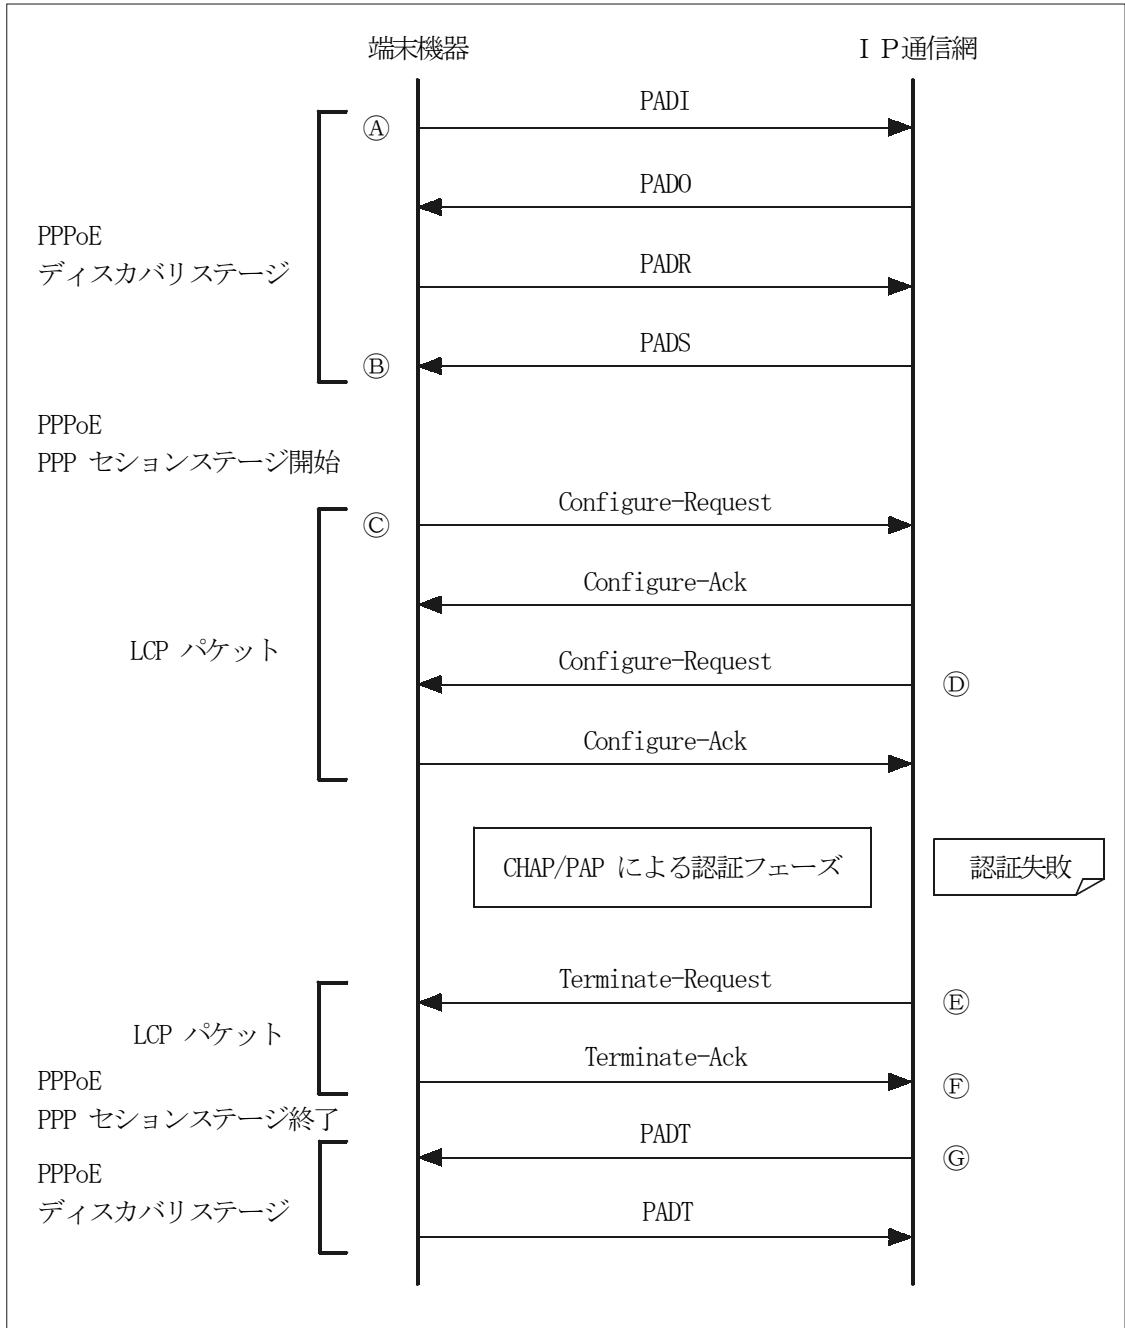 端末機器
ＩＰ通信網
PADI
Ⓐ
PADO
PPPoE
ディスカバリステージ
PADR
PADS
Ⓑ
PPPoE
PPP セションステージ開始
Configure-Request
Ⓒ
Configure-Ack
LCP パケット
Configure-Request
Ⓓ
Configure-Ack
CHAP/PAP による認証フェーズ
認証失敗
Terminate-Request
Ⓔ
LCP パケット
Terminate-Ack
Ⓕ
PPPoE
PPP セションステージ終了
PADT
Ⓖ
PPPoE
ディスカバリステージ
PADT